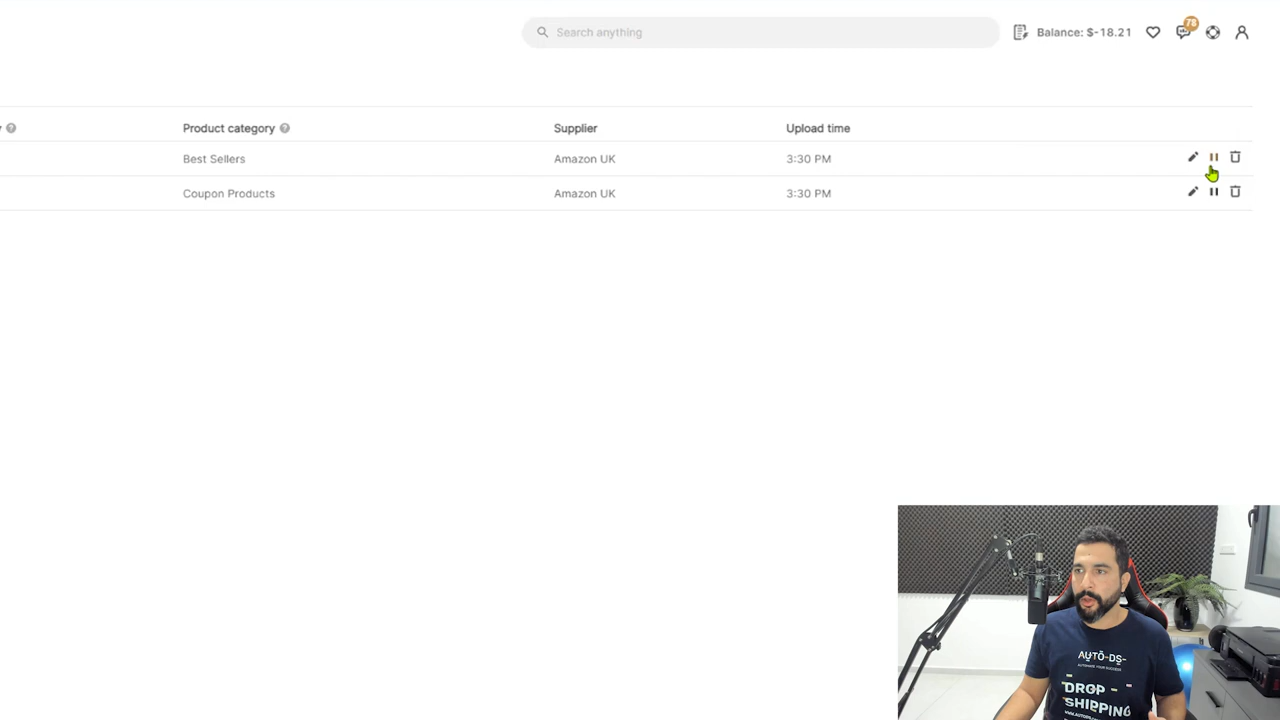 Search anything
Balance: $-18.21
78
Product category
Supplier
Upload time
Best Sellers
Amazon UK
3:30 PM
Coupon Products
Amazon UK
3:30 PM
AUTO-DS-
DROP
SHIPPING